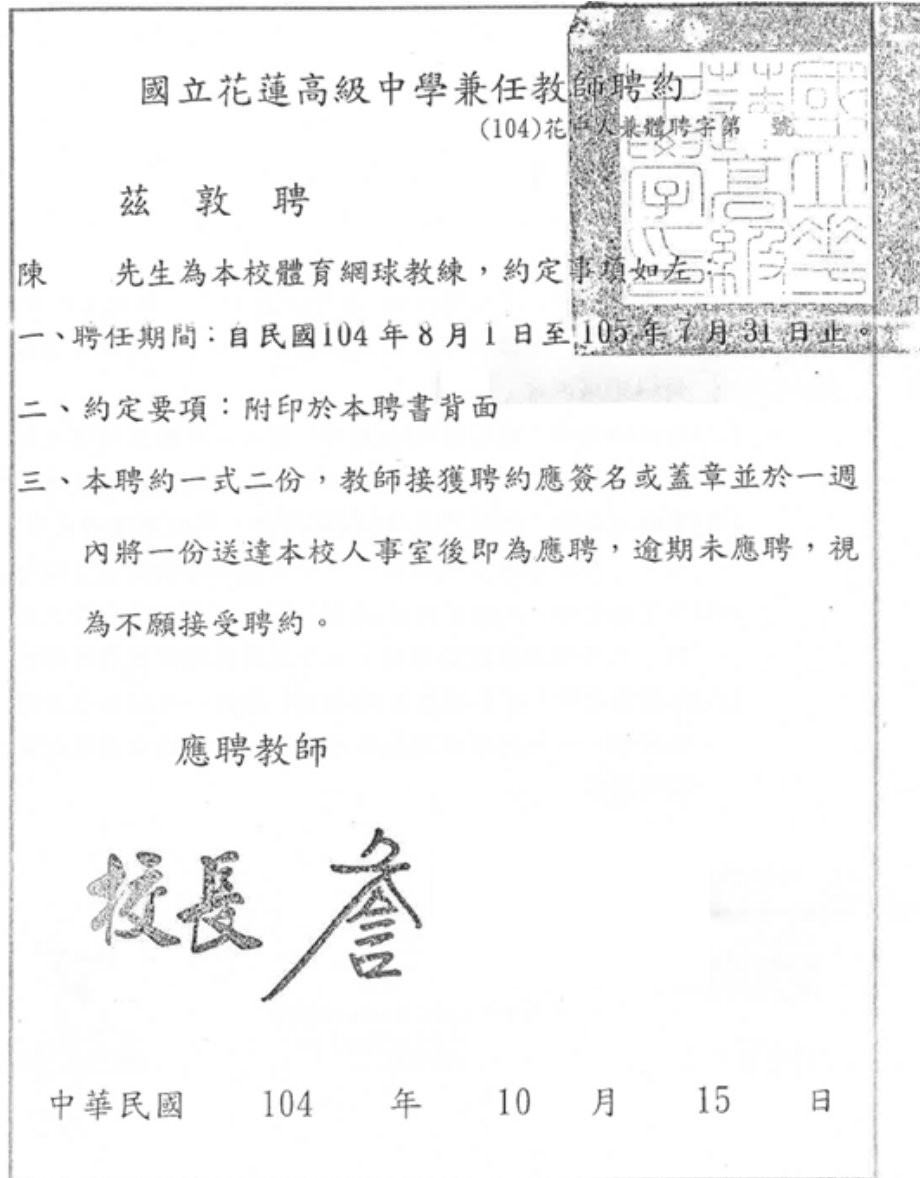 國立花蓮高級中學兼任教師聘約
(104)花中人兼體聘字第 號
茲 敦 聘
陳 先生為本校體育網球教練,約定事項如左:
一、聘任期間:自民國104 年 8 月 1 日至 105 年 7 月 31 日止。
二、約定要項:附印於本聘書背面
三、本聘約一式二份,教師接獲聘約應簽名或蓋章並於一週
內將一份送達本校人事室後即為應聘,逾期未應聘,視
為不願接受聘約。
應聘教師
校長 詹
中華民國 104 年 10 月 15 日